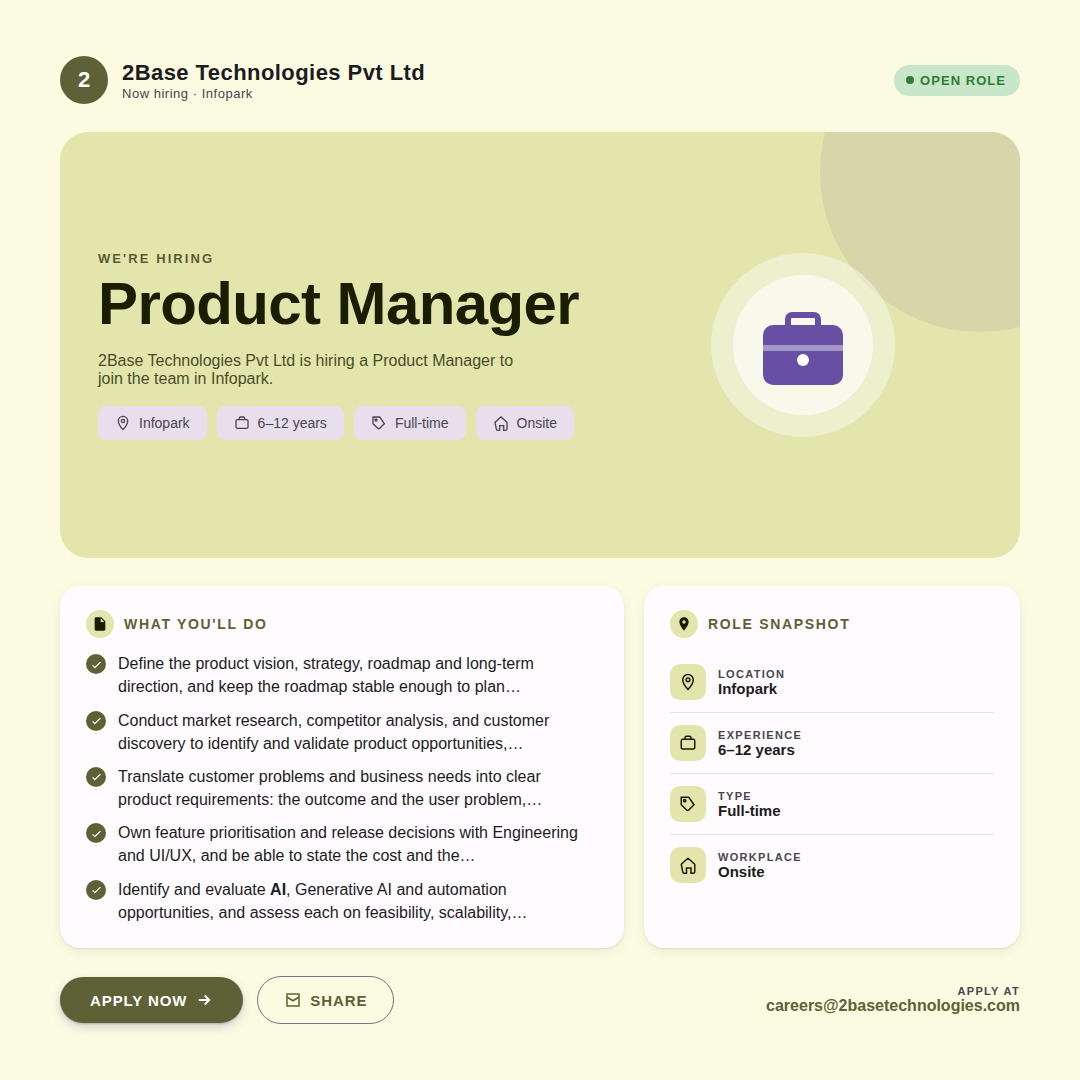 2
2Base Technologies Pvt Ltd
Now hiring · Infopark
OPEN ROLE
WE'RE HIRING
Product Manager
2Base Technologies Pvt Ltd is hiring a Product Manager to
join the team in Infopark.
Infopark
6–12 years
Full-time
Onsite
WHAT YOU'LL DO
Define the product vision, strategy, roadmap and long-term
direction, and keep the roadmap stable enough to plan…
Conduct market research, competitor analysis, and customer
discovery to identify and validate product opportunities,…
Translate customer problems and business needs into clear
product requirements: the outcome and the user problem,…
Own feature prioritisation and release decisions with Engineering
and UI/UX, and be able to state the cost and the…
Identify and evaluate AI, Generative AI and automation
opportunities, and assess each on feasibility, scalability,…
ROLE SNAPSHOT
LOCATION
Infopark
EXPERIENCE
6–12 years
TYPE
Full-time
WORKPLACE
Onsite
APPLY NOW
SHARE
APPLY AT
careers@2basetechnologies.com